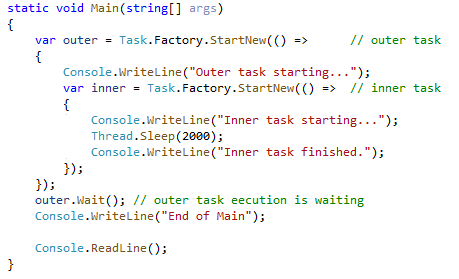 static void Main(string[] args)
{
    var outer = Task.Factory.StartNew(() =>      // outer task
    {
        Console.WriteLine("Outer task starting...");
        var inner = Task.Factory.StartNew(() =>  // inner task
        {
            Console.WriteLine("Inner task starting...");
            Thread.Sleep(2000);
            Console.WriteLine("Inner task finished.");
        });
    });
    outer.Wait(); // outer task eecution is waiting
    Console.WriteLine("End of Main");

    Console.ReadLine();
}